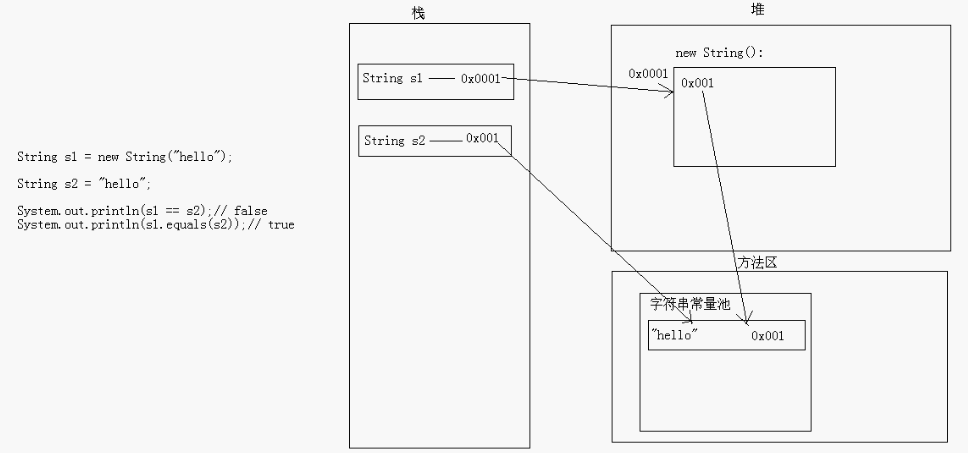 String s1 = new String("hello");
String s2 = "hello";
System.out.println(s1 == s2);// false
System.out.println(s1.equals(s2));// true
栈
String s1
0x0001
String s2
0x001
堆
new String():
0x0001
0x001
方法区
字符串常量池
"hello"
0x001